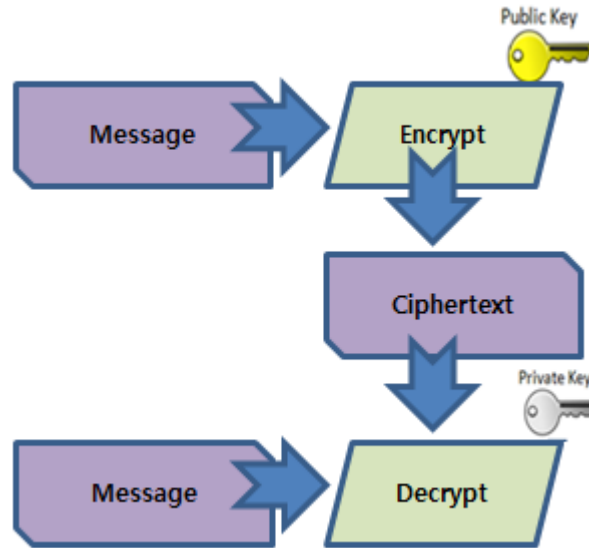 Public Key
Message
Encrypt
Ciphertext
Private Key
Message
Decrypt